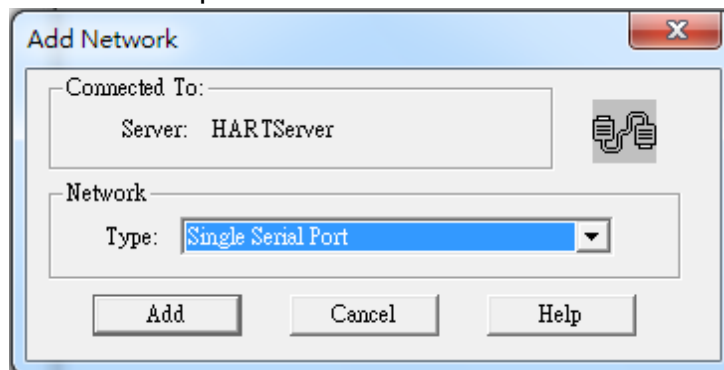 Add Network
Connected To:
Server: HARTServer
Network
Type: Single Serial Port
Add Cancel Help